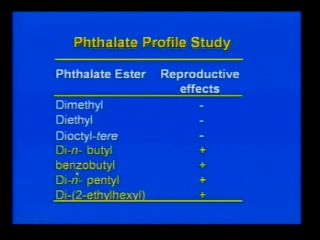 Phthalate Profile Study
Phthalate Ester Reproductive
effects
Dimethyl -
Diethyl -
Dioctyl-tere -
Di-n- butyl +
benzobutyl +
Di-n- pentyl +
Di-(2-ethylhexyl) +